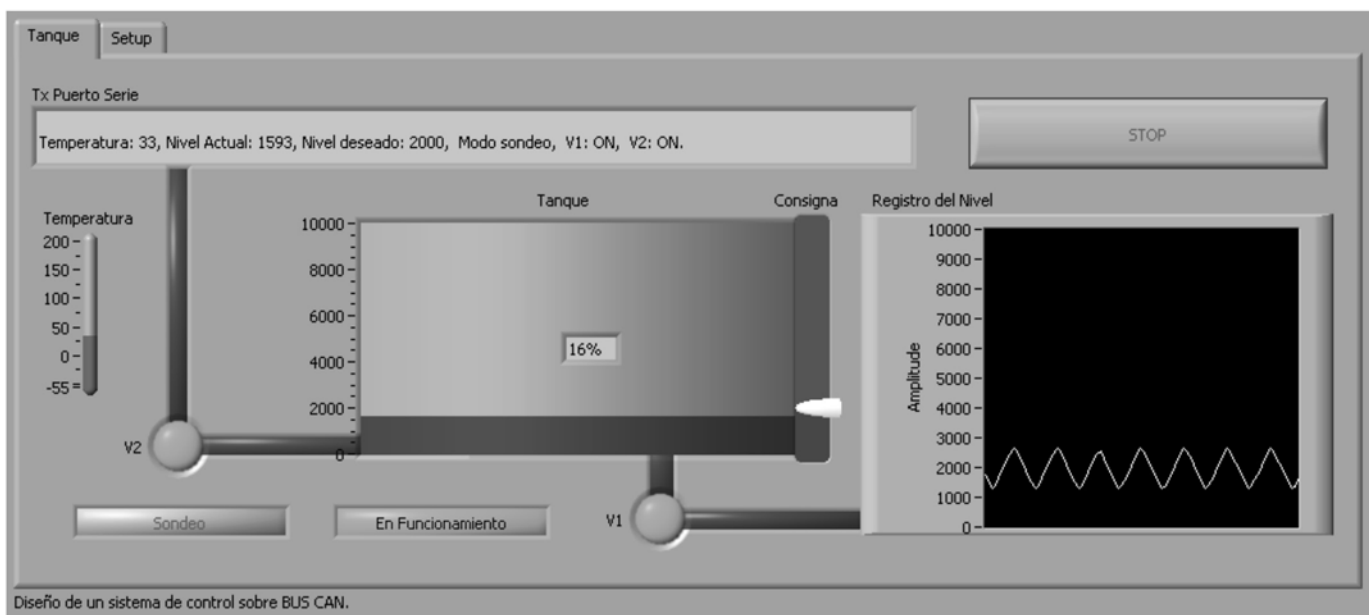 Tanque
Setup
Tx Puerto Serie
Temperatura: 33, Nivel Actual: 1593, Nivel deseado: 2000, Modo sondeo, V1: ON, V2: ON.
STOP
Temperatura
200
150
100
50
0
-55
Tanque
10000
8000
6000
4000
2000
0
16%
Consigna
Registro del Nivel
10000
9000
8000
7000
6000
5000
4000
3000
2000
1000
0
Amplitude
V2
V1
Sondeo
En Funcionamiento
Diseño de un sistema de control sobre BUS CAN.